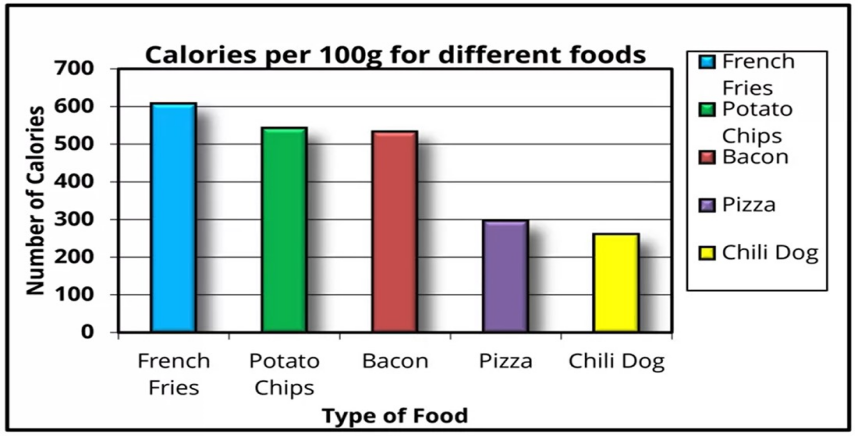 Calories per 100g for different foods
Number of Calories
700
600
500
400
300
200
100
0
French
Fries
Potato
Chips
Bacon
Pizza
Chili Dog
Type of Food
French
Fries
Potato
Chips
Bacon
Pizza
Chili Dog